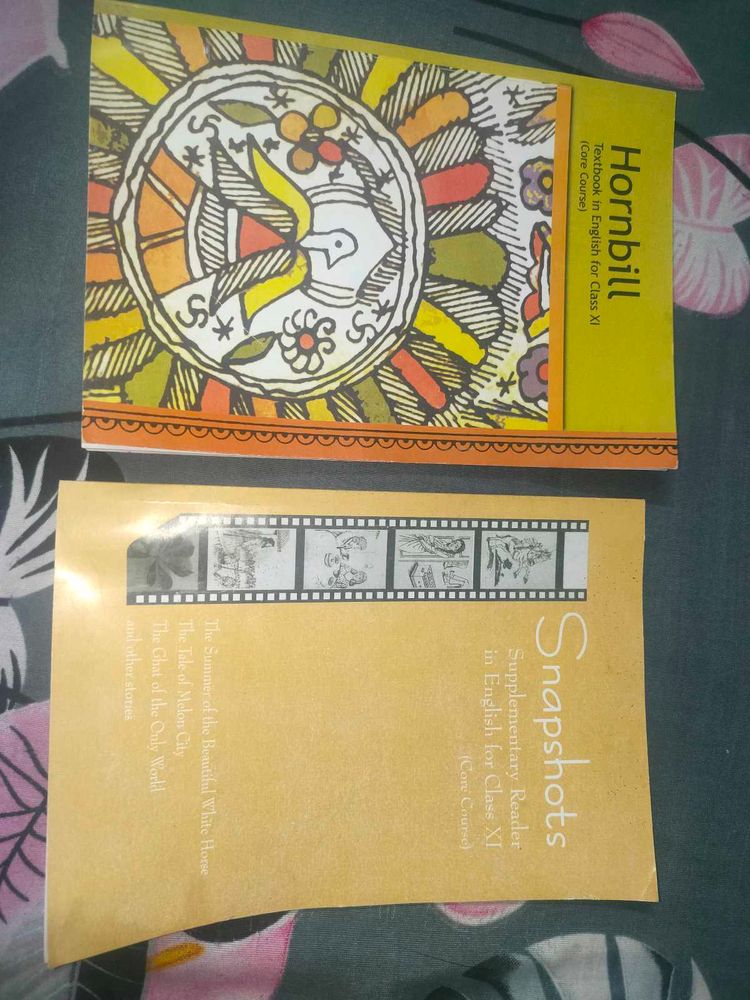 Hornbill
Textbook in English for Class XI
(Core Course)
Snapshots
Supplementary Reader
in English for Class XI
(Core Course)
The Summer of the Beautiful White Horse
The Tale of Melon City
The Ghat of the Only World
and other stories